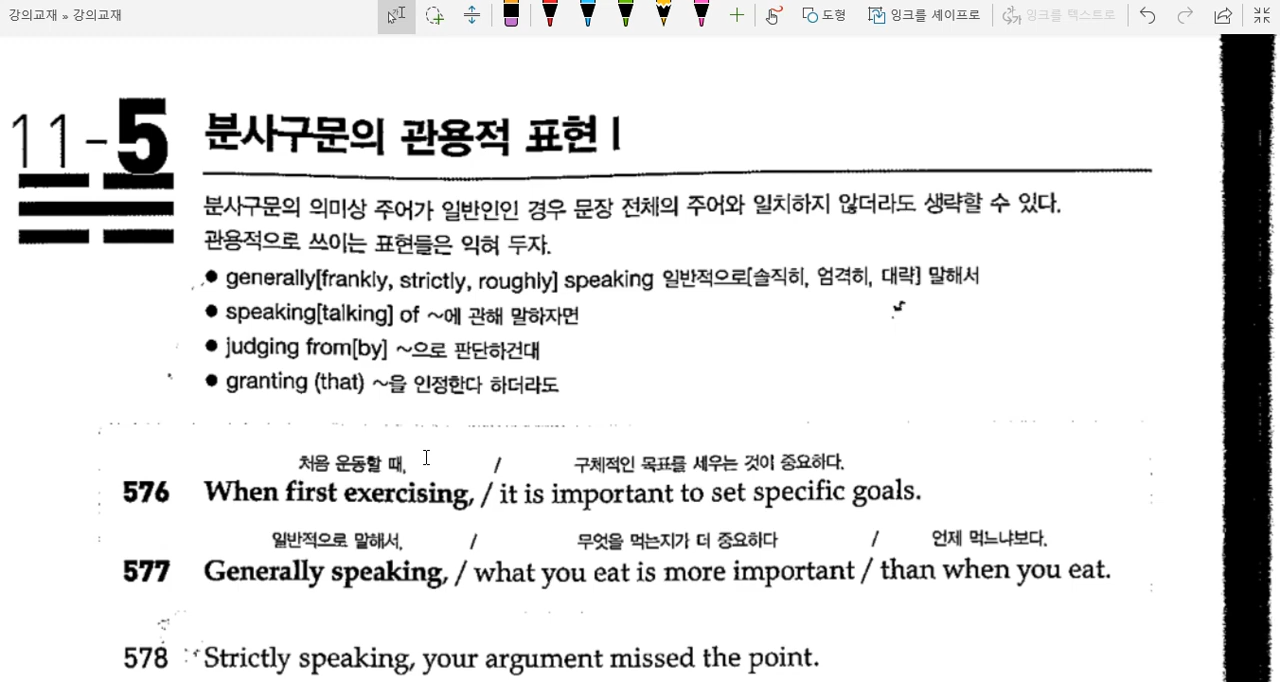 강의교재 » 강의교재
도형
잉크를 셰이프로
잉크를 텍스트로
11-5
분사구문의 관용적 표현 I
분사구문의 의미상 주어가 일반인인 경우 문장 전체의 주어와 일치하지 않더라도 생략할 수 있다.
관용적으로 쓰이는 표현들은 익혀 두자.
● generally[frankly, strictly, roughly] speaking 일반적으로[솔직히, 엄격히, 대략] 말해서
● speaking[talking] of ~에 관해 말하자면
● judging from[by] ~으로 판단하건대
● granting (that) ~을 인정한다 하더라도
처음 운동할 때, / 구체적인 목표를 세우는 것이 중요하다.
576 When first exercising, / it is important to set specific goals.
일반적으로 말해서, / 무엇을 먹는지가 더 중요하다 / 언제 먹느냐보다.
577 Generally speaking, / what you eat is more important / than when you eat.
578 Strictly speaking, your argument missed the point.